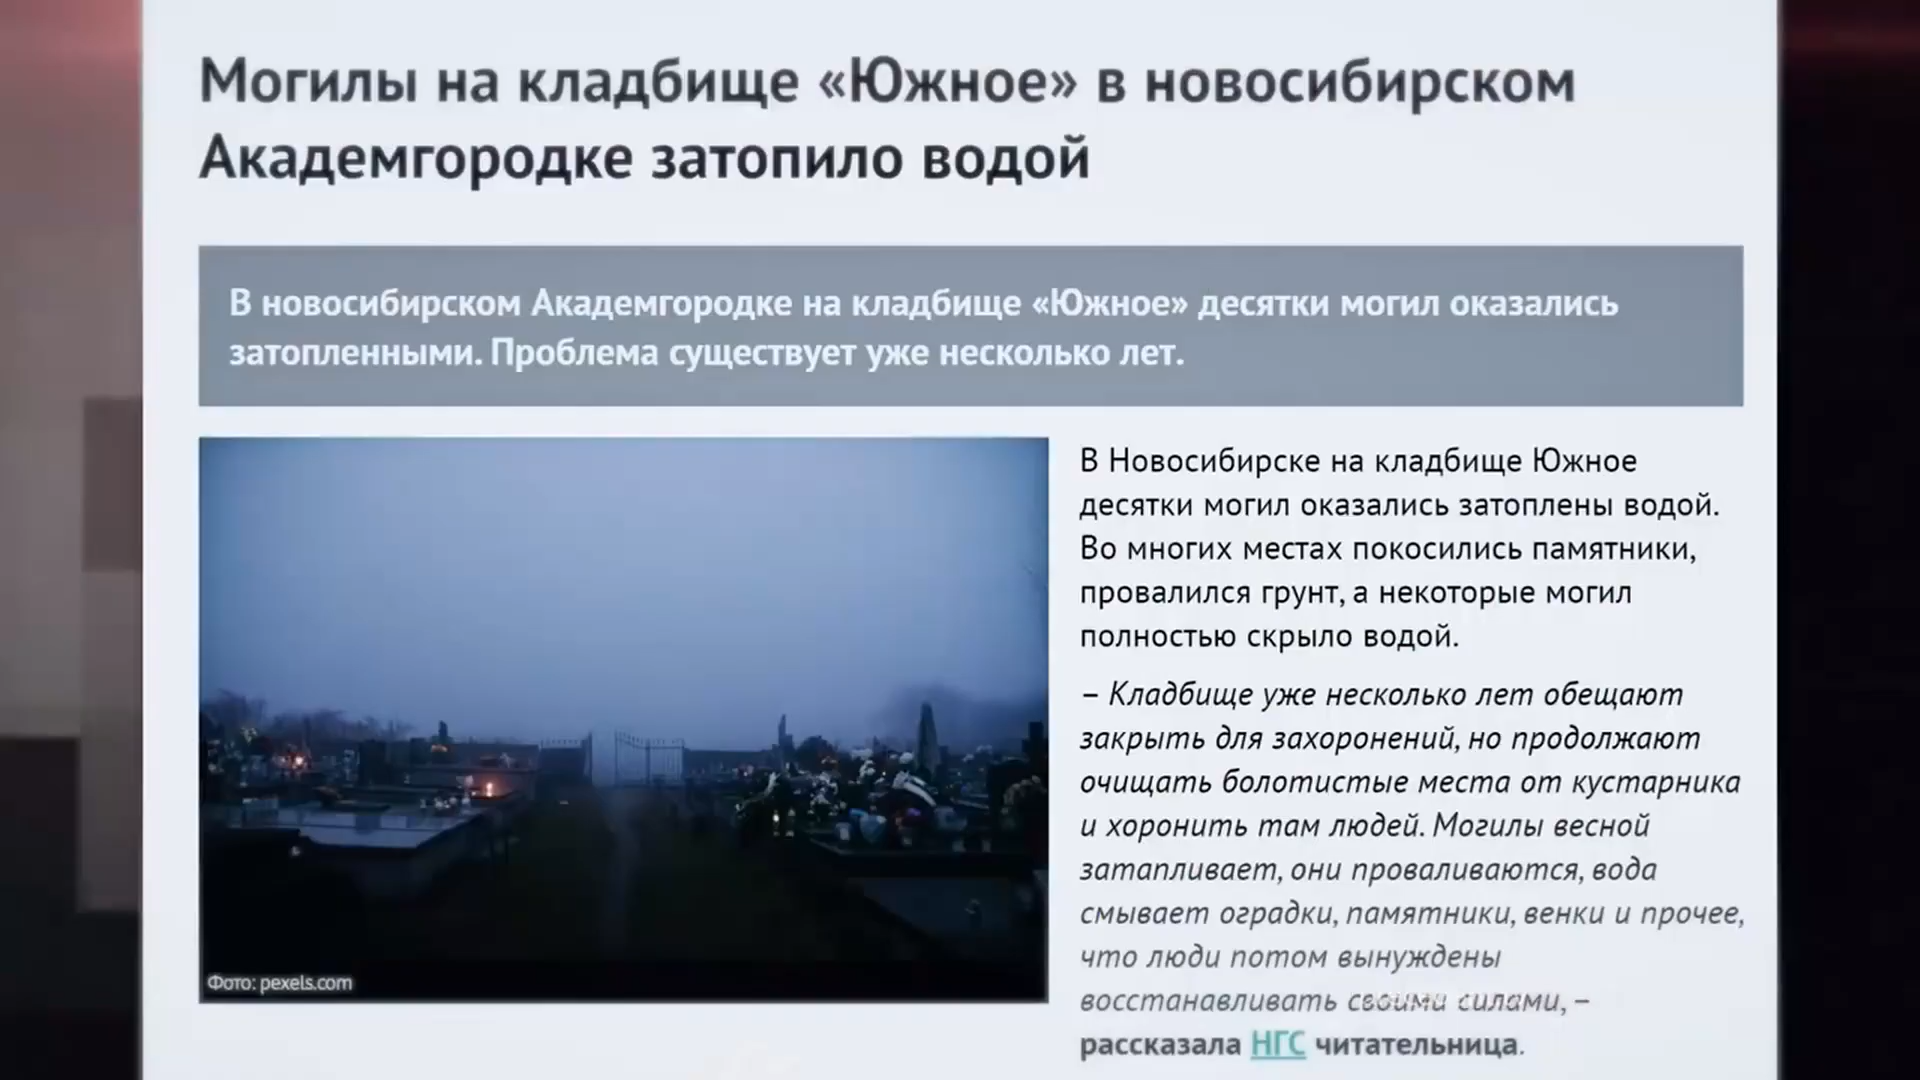 Могилы на кладбище «Южное» в новосибирском
Академгородке затопило водой
В новосибирском Академгородке на кладбище «Южное» десятки могил оказались
затопленными. Проблема существует уже несколько лет.
Фото: pexels.com
В Новосибирске на кладбище Южное
десятки могил оказались затоплены водой.
Во многих местах покосились памятники,
провалился грунт, а некоторые могил
полностью скрыло водой.
– Кладбище уже несколько лет обещают
закрыть для захоронений, но продолжают
очищать болотистые места от кустарника
и хоронить там людей. Могилы весной
затапливает, они проваливаются, вода
смывает оградки, памятники, венки и прочее,
что люди потом вынуждены
восстанавливать своими силами, –
рассказала НГС читательница.